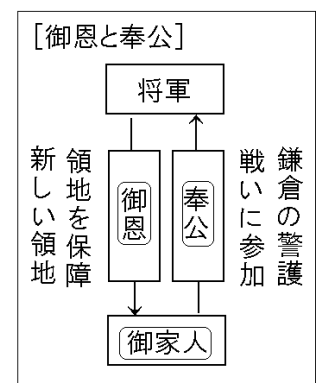 ［御恩と奉公］
将軍
鎌倉の警護
戦いに参加
奉公
御恩
領地を保障
新しい領地
御家人